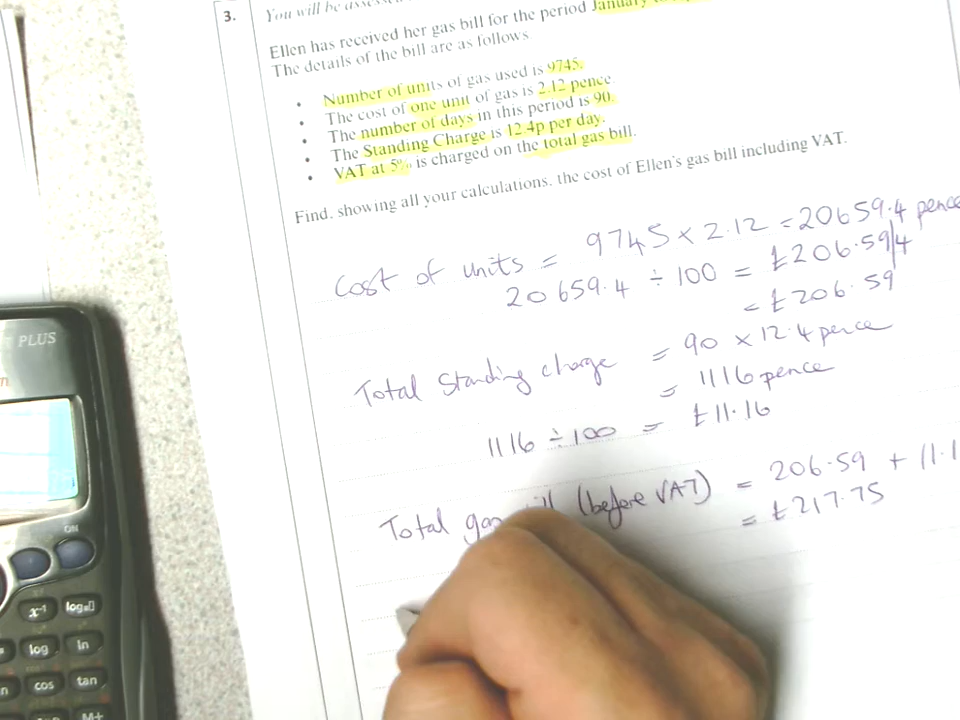 3.
You will be assess
Ellen has received her gas bill for the period January
The details of the bill are as follows.
• Number of units of gas used is 9745.
• The cost of one unit of gas is 2.12 pence
• The number of days in this period is 90.
• The Standing Charge is 12.4p per day.
• VAT at 5% is charged on the total gas bill.
Find, showing all your calculations, the cost of Ellen's gas bill including VAT.
Cost of units = 9745 × 2.12 = 20659.4 pence
20659.4 ÷ 100 = £206.59|4
= £206.59
Total Standing charge = 90 × 12.4 pence
= 1116 pence
1116 ÷ 100 = £11.16
Total gas bill (before VAT) = 206.59 + 11.1
= £217.75
PLUS
ON
x⁻¹ log
log ln
cos tan
M+